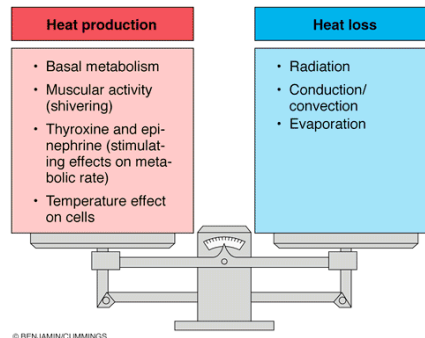 Heat production
• Basal metabolism
• Muscular activity
(shivering)
• Thyroxine and epi-
nephrine (stimulat-
ing effects on meta-
bolic rate)
• Temperature effect
on cells
Heat loss
• Radiation
• Conduction/
convection
• Evaporation
© BENJAMIN/CUMMINGS